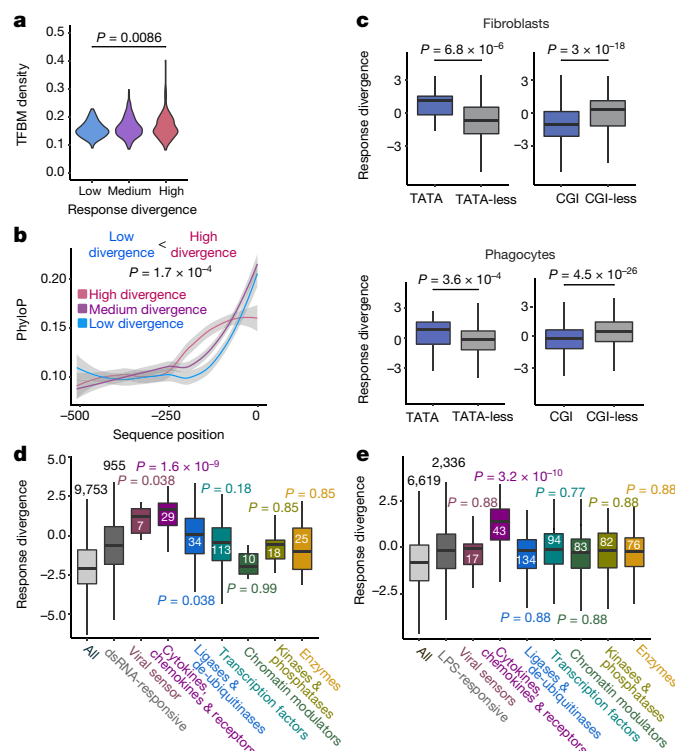 a
P = 0.0086
0.5
0.4
0.3
0.2
0.1
0.0
TFBM density
Low Medium High
Response divergence
b
Low divergence < High divergence
P = 1.7 × 10⁻⁴
High divergence
Medium divergence
Low divergence
0.20
0.15
0.10
PhyloP
−500 −250 0
Sequence position
c
Fibroblasts
P = 6.8 × 10⁻⁶
P = 3 × 10⁻¹⁸
Response divergence
3
0
−3
3
0
−3
TATA TATA-less
CGI CGI-less
Phagocytes
P = 3.6 × 10⁻⁴
P = 4.5 × 10⁻²⁶
Response divergence
3
0
−3
3
0
−3
TATA TATA-less
CGI CGI-less
d
Response divergence
5.0
2.5
0.0
−2.5
−5.0
9,753
955
P = 1.6 × 10⁻⁹
P = 0.038
P = 0.18
P = 0.85
P = 0.85
7
29
34
113
10
18
25
P = 0.99
P = 0.038
All
dsRNA-responsive
Viral sensor
Cytokines, chemokines & receptors
Ligases & de-ubiquitinases
Transcription factors
Chromatin modulators
Kinases & phosphatases
Enzymes
e
Response divergence
2.5
0.0
−2.5
6,619
2,336
P = 3.2 × 10⁻¹⁰
P = 0.88
P = 0.77
P = 0.88
P = 0.88
17
43
134
94
83
82
76
P = 0.88
P = 0.88
All
LPS-responsive
Viral sensors
Cytokines, chemokines & receptors
Ligases & de-ubiquitinases
Transcription factors
Chromatin modulators
Kinases & phosphatases
Enzymes